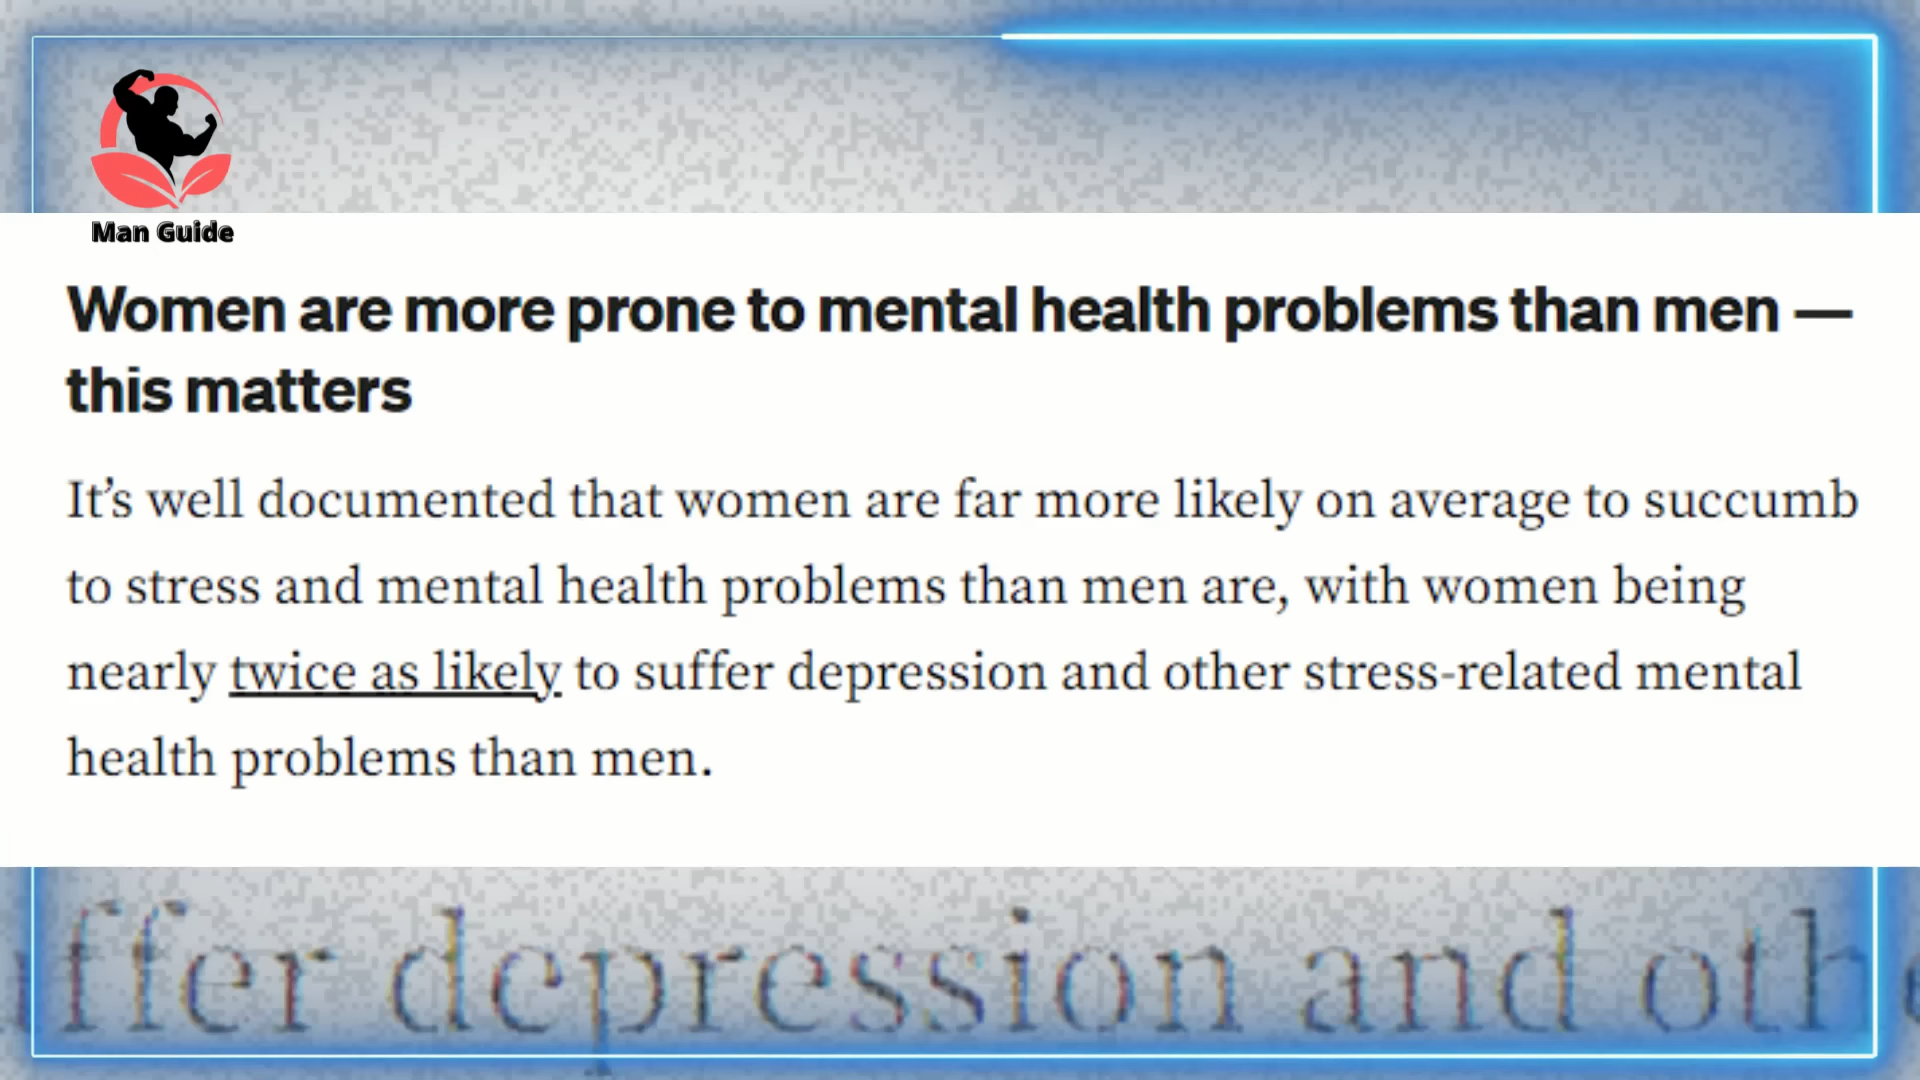 Man Guide
Women are more prone to mental health problems than men —
this matters
It’s well documented that women are far more likely on average to succumb
to stress and mental health problems than men are, with women being
nearly twice as likely to suffer depression and other stress-related mental
health problems than men.
ffer depression and othe